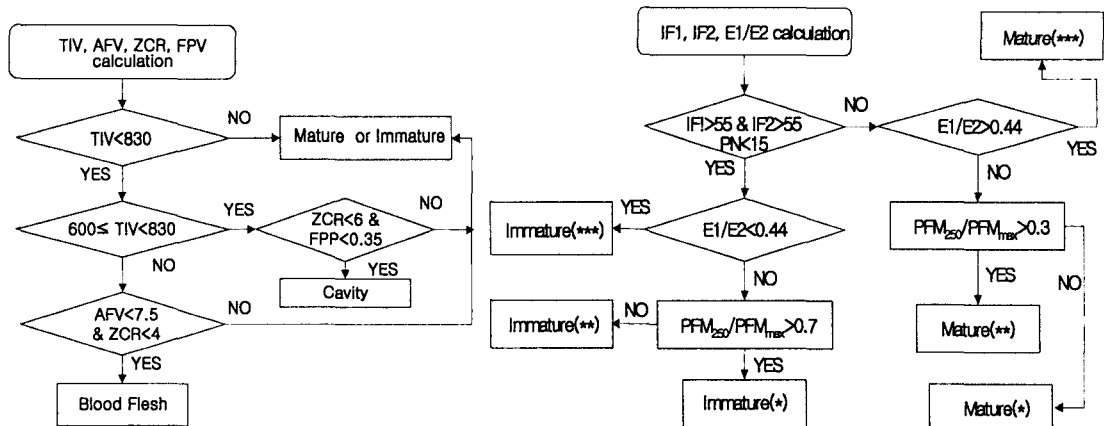 TIV, AFV, ZCR, FPV
calculation
TIV<830
NO
Mature or Immature
YES
600≤ TIV<830
YES
ZCR<6 &
FPP<0.35
NO
NO
YES
Cavity
AFV<7.5
& ZCR<4
NO
YES
Blood Flesh
IF1, IF2, E1/E2 calculation
Mature(***)
IF1>55 & IF2>55
PN<15
NO
E1/E2>0.44
YES
YES
NO
Immature(***)
YES
E1/E2<0.44
PFM250/PFMmax>0.3
NO
YES
NO
Immature(**)
NO
PFM250/PFMmax>0.7
Mature(**)
YES
Immature(*)
Mature(*)